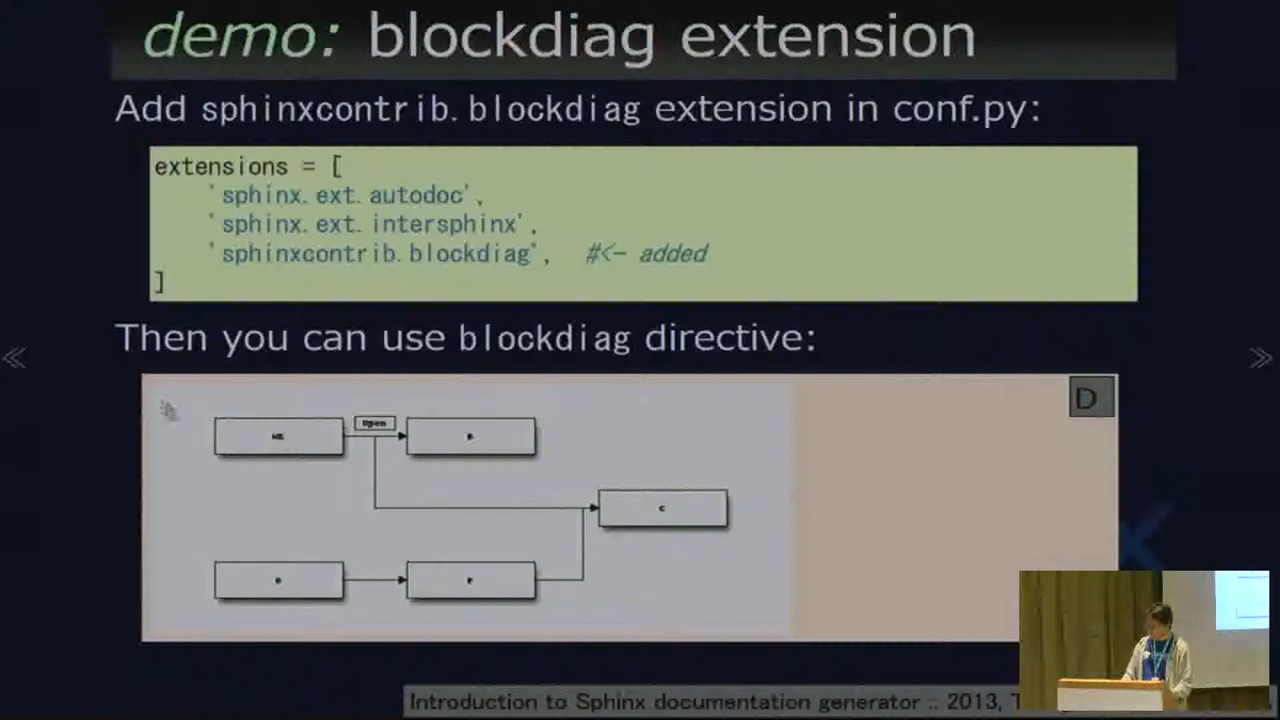 demo: blockdiag extension
Add sphinxcontrib.blockdiag extension in conf.py:
extensions = [
'sphinx.ext.autodoc',
'sphinx.ext.intersphinx',
'sphinxcontrib.blockdiag', #<- added
]
Then you can use blockdiag directive:
D
Open
B
C
Introduction to Sphinx documentation generator :: 2013,